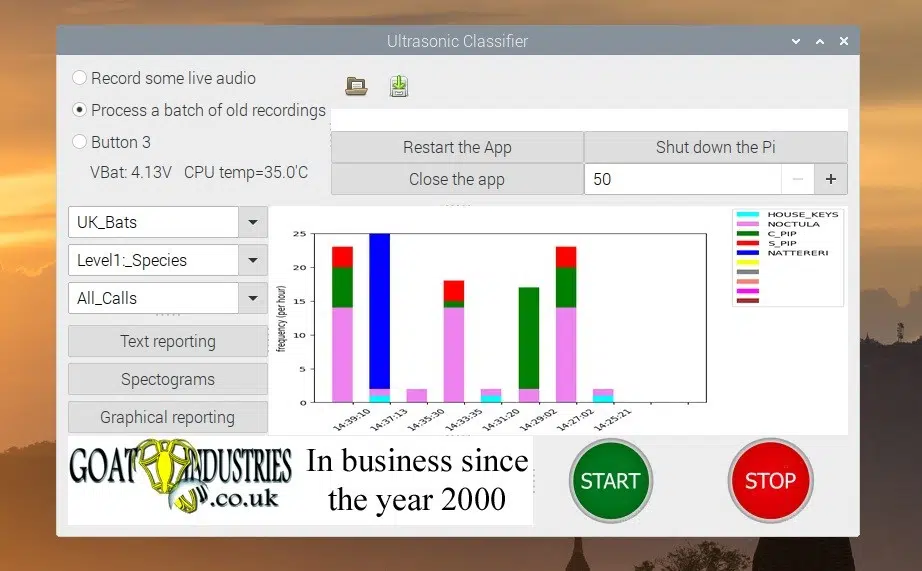 Ultrasonic Classifier
Record some live audio
Process a batch of old recordings
Button 3
VBat: 4.13V CPU temp=35.0'C
Restart the App
Shut down the Pi
Close the app
50
UK_Bats
Level1:_Species
All_Calls
Text reporting
Spectograms
Graphical reporting
frequency (per hour)
25
20
15
10
5
0
14:39:10
14:37:13
14:35:30
14:33:35
14:31:20
14:29:02
14:27:02
14:25:21
HOUSE_KEYS
NOCTULA
C_PIP
S_PIP
NATTERERI
GOAT INDUSTRIES
.co.uk
In business since
the year 2000
START
STOP